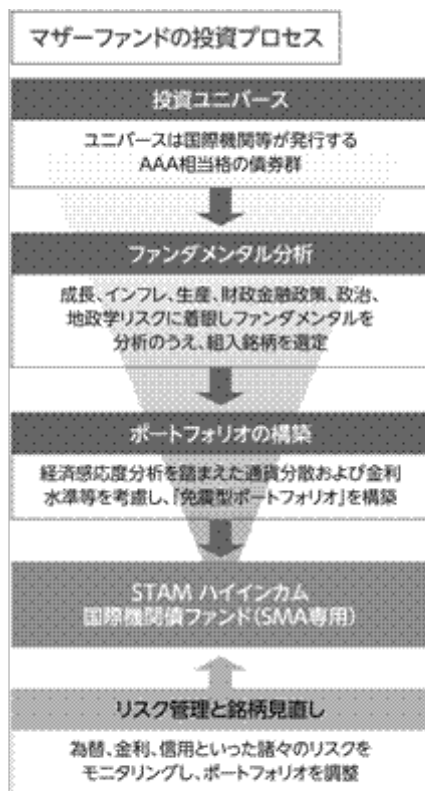 マザーファンドの投資プロセス
投資ユニバース
ユニバースは国際機関等が発行する
AAA相当格の債券群
ファンダメンタル分析
成長、インフレ、生産、財政金融政策、政治、
地政学リスクに着眼しファンダメンタルを
分析のうえ、組入銘柄を選定
ポートフォリオの構築
経済感応度分析を踏まえた通貨分散および金利
水準等を考慮し、「免震型ポートフォリオ」を構築
STAM ハイインカム
国際機関債ファンド(SMA専用)
リスク管理と銘柄見直し
為替、金利、信用といった諸々のリスクを
モニタリングし、ポートフォリオを調整